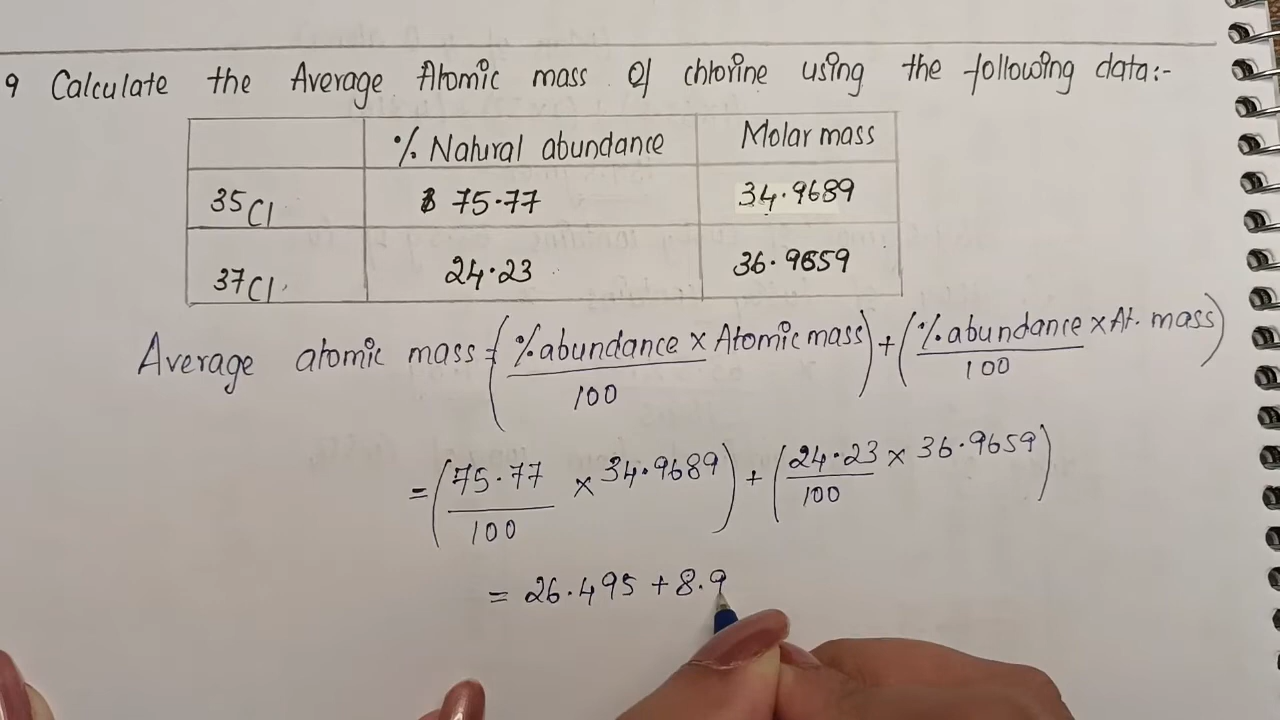 9 Calculate the Average Atomic mass of chlorine using the following data:-
% Natural abundance Molar mass
35Cl 75.77 34.9689
37Cl 24.23 36.9659
Average atomic mass = (% abundance × Atomic mass / 100) + (% abundance × At. mass / 100)
= (75.77 / 100 × 34.9689) + (24.23 / 100 × 36.9659)
= 26.495 + 8.9